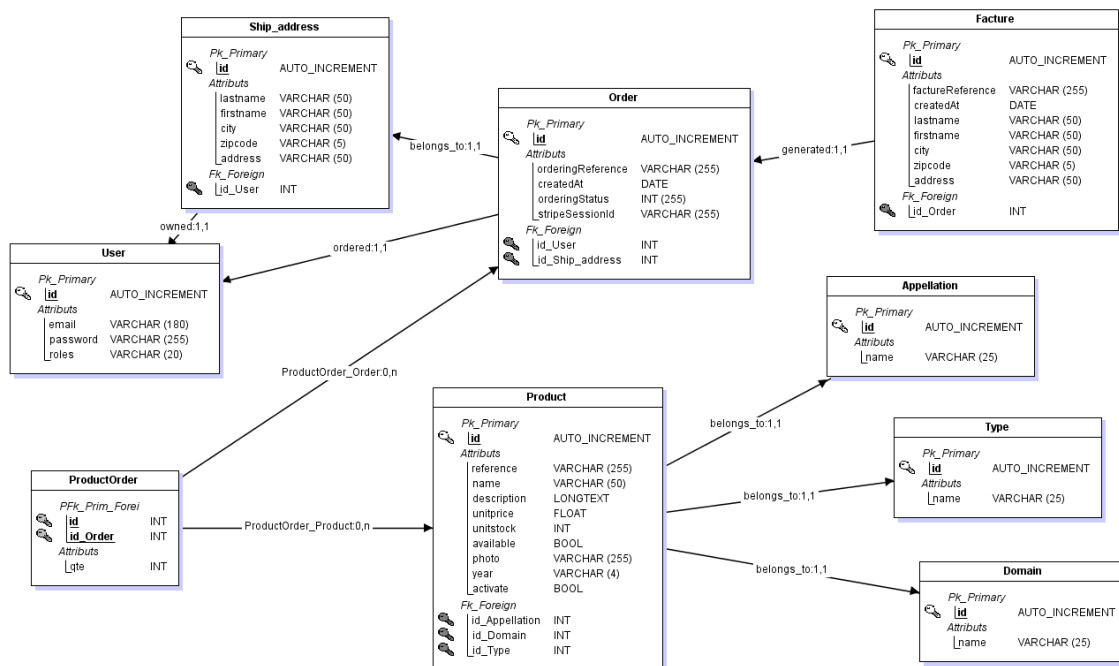 Ship_address
Pk_Primary
id AUTO_INCREMENT
Attributs
lastname VARCHAR (50)
firstname VARCHAR (50)
city VARCHAR (50)
zipcode VARCHAR (5)
address VARCHAR (50)
Fk_Foreign
id_User INT
Facture
Pk_Primary
id AUTO_INCREMENT
Attributs
factureReference VARCHAR (255)
createdAt DATE
lastname VARCHAR (50)
firstname VARCHAR (50)
city VARCHAR (50)
zipcode VARCHAR (5)
address VARCHAR (50)
Fk_Foreign
id_Order INT
Order
Pk_Primary
id AUTO_INCREMENT
Attributs
orderingReference VARCHAR (255)
createdAt DATE
orderingStatus INT (255)
stripeSessionId VARCHAR (255)
Fk_Foreign
id_User INT
id_Ship_address INT
belongs_to:1,1
generated:1,1
owned:1,1
ordered:1,1
User
Pk_Primary
id AUTO_INCREMENT
Attributs
email VARCHAR (180)
password VARCHAR (255)
roles VARCHAR (20)
Appellation
Pk_Primary
id AUTO_INCREMENT
Attributs
name VARCHAR (25)
ProductOrder_Order:0,n
Product
Pk_Primary
id AUTO_INCREMENT
Attributs
reference VARCHAR (255)
name VARCHAR (50)
description LONGTEXT
unitprice FLOAT
unitstock INT
available BOOL
photo VARCHAR (255)
year VARCHAR (4)
activate BOOL
Fk_Foreign
id_Appellation INT
id_Domain INT
id_Type INT
belongs_to:1,1
Type
Pk_Primary
id AUTO_INCREMENT
Attributs
name VARCHAR (25)
ProductOrder
PFk_Prim_Forei
id INT
id_Order INT
Attributs
qte INT
ProductOrder_Product:0,n
belongs_to:1,1
belongs_to:1,1
Domain
Pk_Primary
id AUTO_INCREMENT
Attributs
name VARCHAR (25)